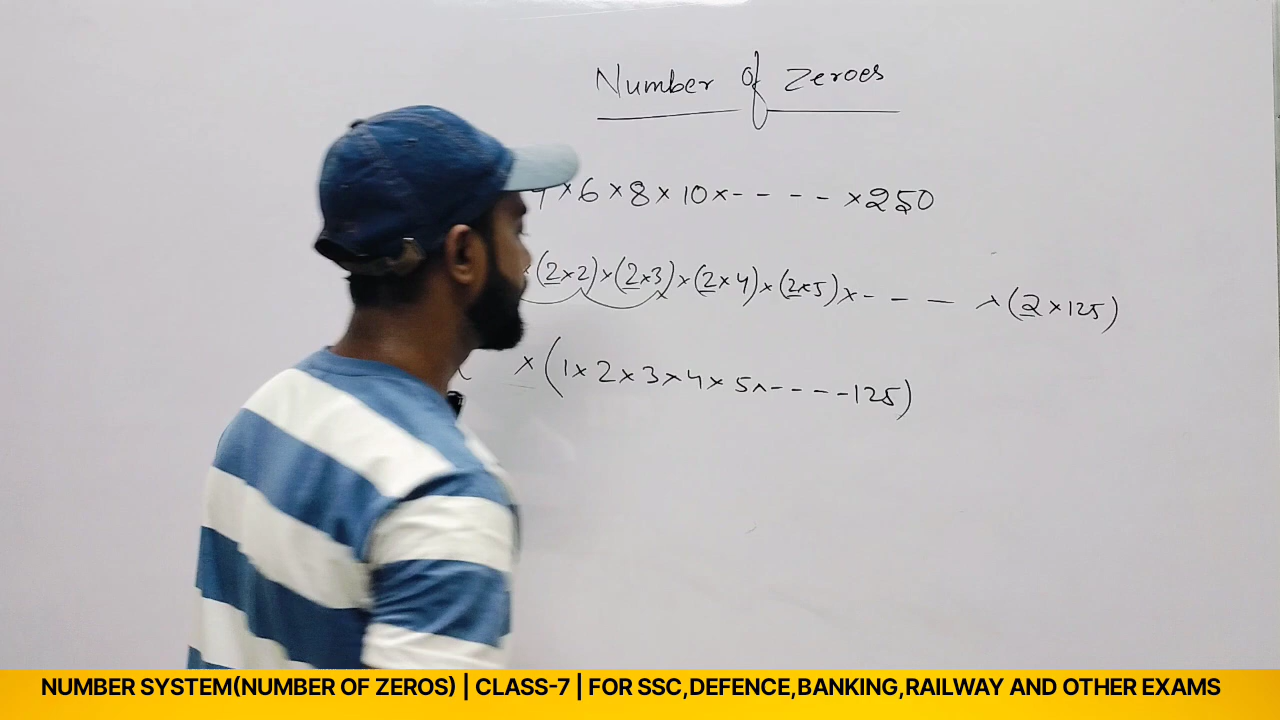 Number of Zeroes
4×6×8×10×- - - - ×250
×(2×2)×(2×3)×(2×4)×(2×5)×- - - ×(2×125)
×(1×2×3×4×5×- - - -125)
NUMBER SYSTEM(NUMBER OF ZEROS) | CLASS-7 | FOR SSC,DEFENCE,BANKING,RAILWAY AND OTHER EXAMS